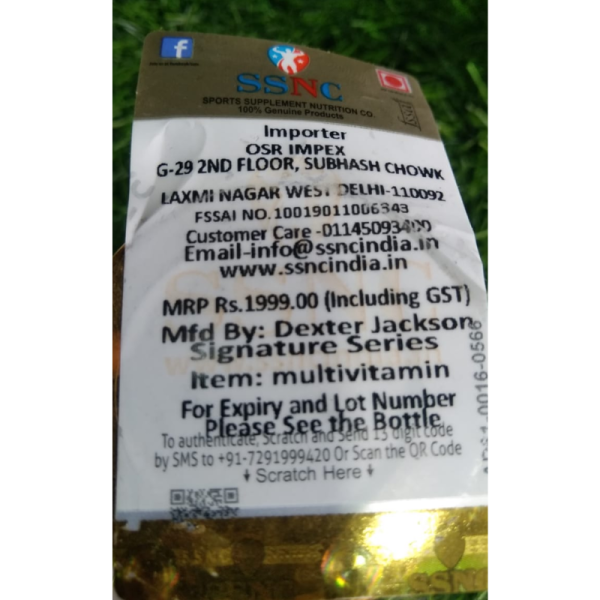 SSNC
SPORTS SUPPLEMENT NUTRITION CO.
100% Genuine Products
Importer
OSR IMPEX
G-29 2ND FLOOR, SUBHASH CHOWK
LAXMI NAGAR WEST DELHI-110092
FSSAI NO.10019011006343
Customer Care -01145093400
Email-info@ssncindia.in
www.ssncindia.in
MRP Rs.1999.00 (Including GST)
Mfd By: Dexter Jackson
Signature Series
Item: multivitamin
For Expiry and Lot Number
Please See the Bottle
To authenticate, Scratch and Send 13 digit code
by SMS to +91-7291999420 Or Scan the QR Code
Scratch Here
0016-0566
SSNC